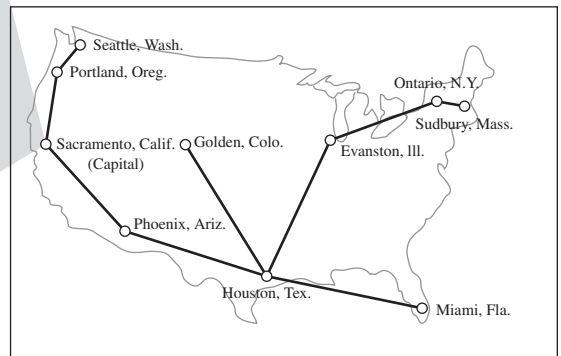 Seattle, Wash.
Portland, Oreg.
Ontario, N.Y.
Sudbury, Mass.
Sacramento, Calif.
(Capital)
Golden, Colo.
Evanston, Ill.
Phoenix, Ariz.
Houston, Tex.
Miami, Fla.